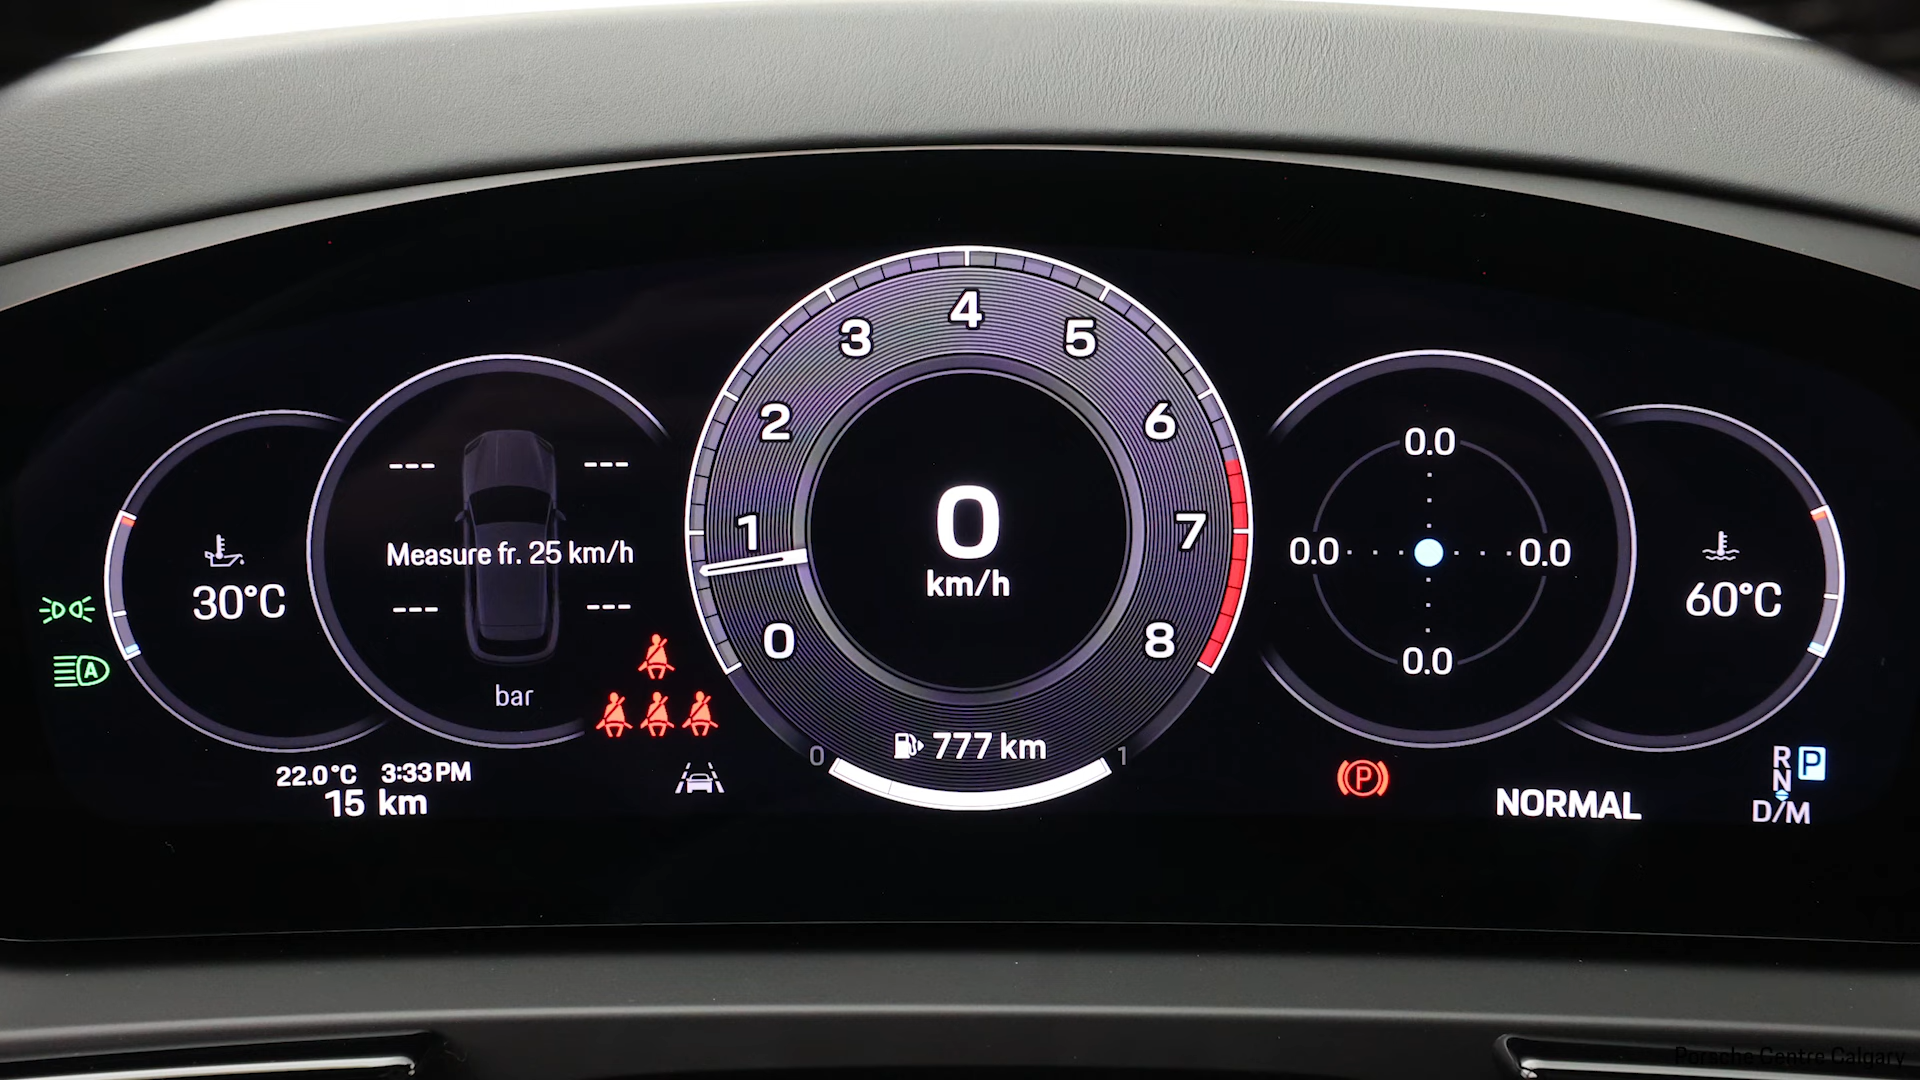 4
3 5
2 6
1 7
0 8
0
km/h
777 km
0 1
30°C
--- ---
Measure fr. 25 km/h
--- ---
bar
A
22.0°C 3:33 PM
15 km
0.0
0.0 0.0
0.0
60°C
P
NORMAL
R P
N
D/M
Porsche Centre Calgary